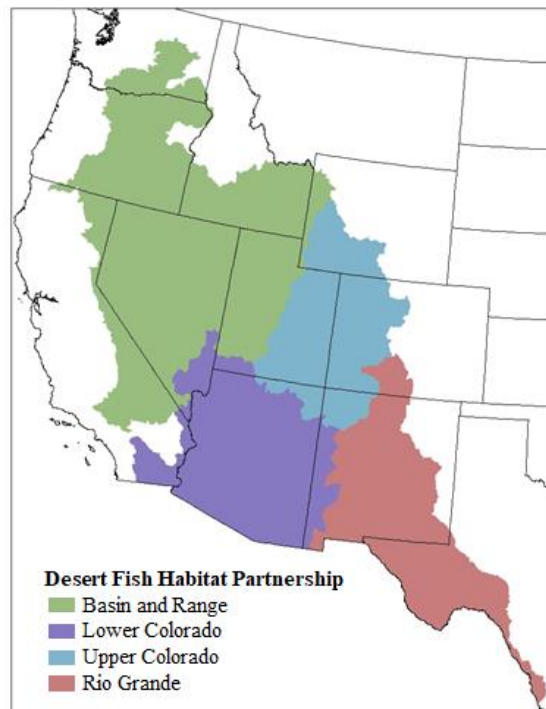 Desert Fish Habitat Partnership
Basin and Range
Lower Colorado
Upper Colorado
Rio Grande